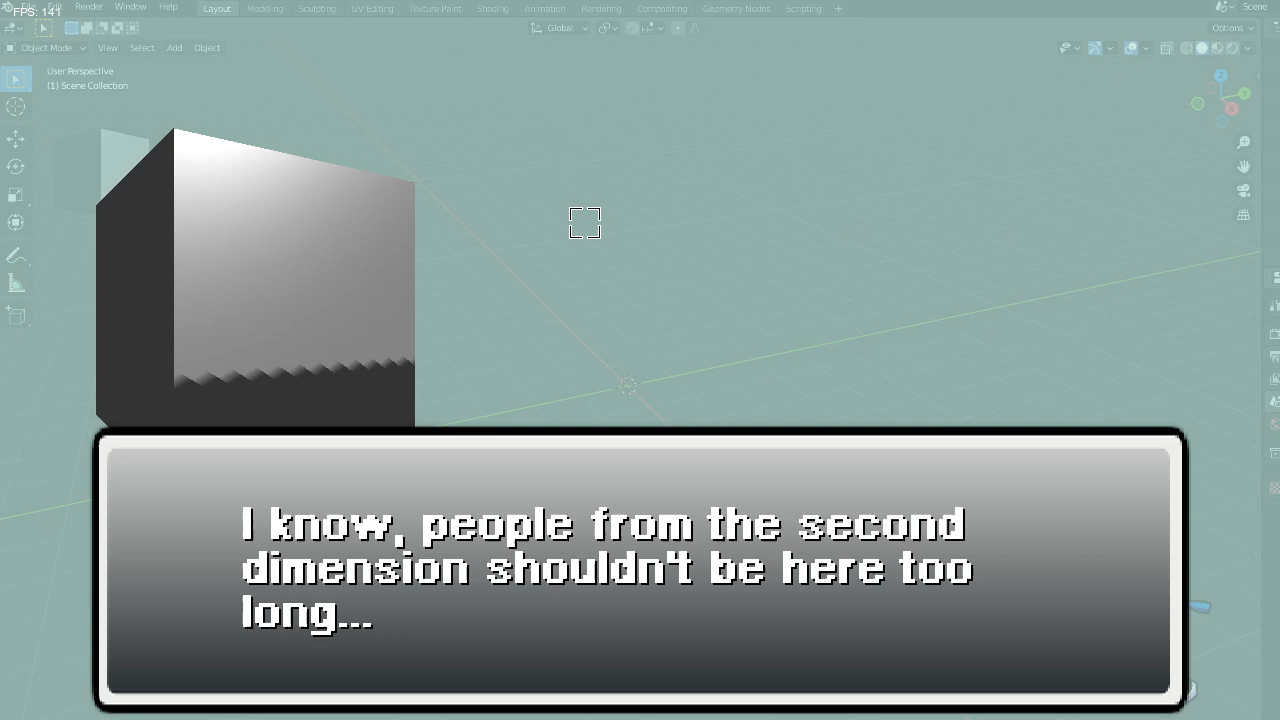 FPS: 141
Edit Render Window Help Layout Modeling Sculpting UV Editing Texture Paint Shading Animation Rendering Compositing Geometry Nodes Scripting + Scene
Global Options
Object Mode View Select Add Object
User Perspective
(1) Scene Collection
Z
Y
X
I know, people from the second
dimension shouldn't be here too
long...